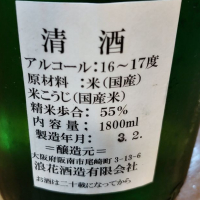 清酒
アルコール:16~17度
原材料:米(国産)
米こうじ(国産米)
精米歩合: 55%
内容量:1800ml
製造年月: 3.2.
=醸造元=
大阪府阪南市尾崎町 3-13-6
浪花酒造有限会社
お酒は二十歳になってから